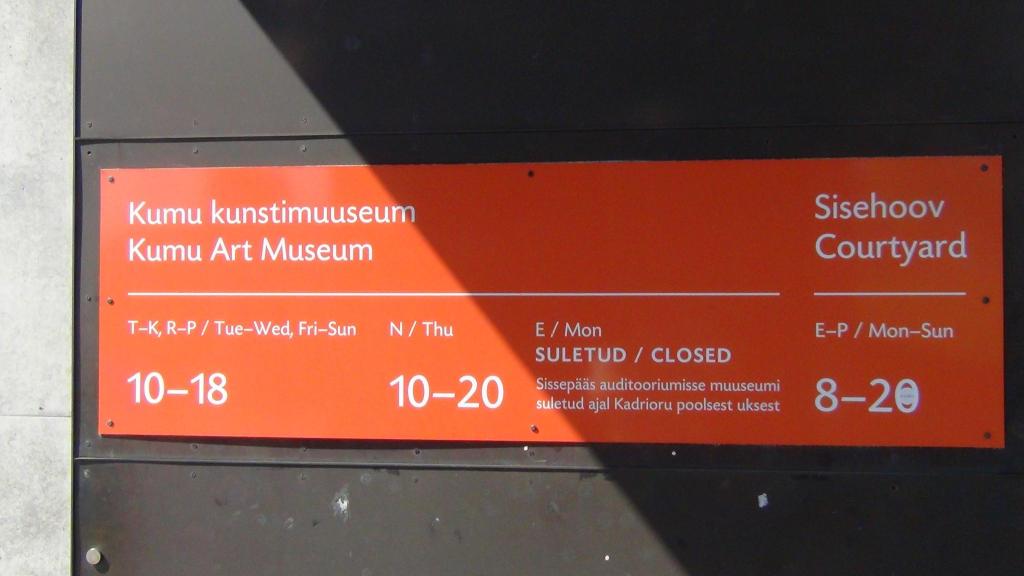 Kumu kunstimuuseum
Kumu Art Museum
T–K, R–P / Tue–Wed, Fri–Sun
10–18
N / Thu
10–20
E / Mon
SULETUD / CLOSED
Sissepääs auditooriumisse muuseumi
suletud ajal Kadrioru poolsest uksest
Sisehoov
Courtyard
E–P / Mon–Sun
8–20